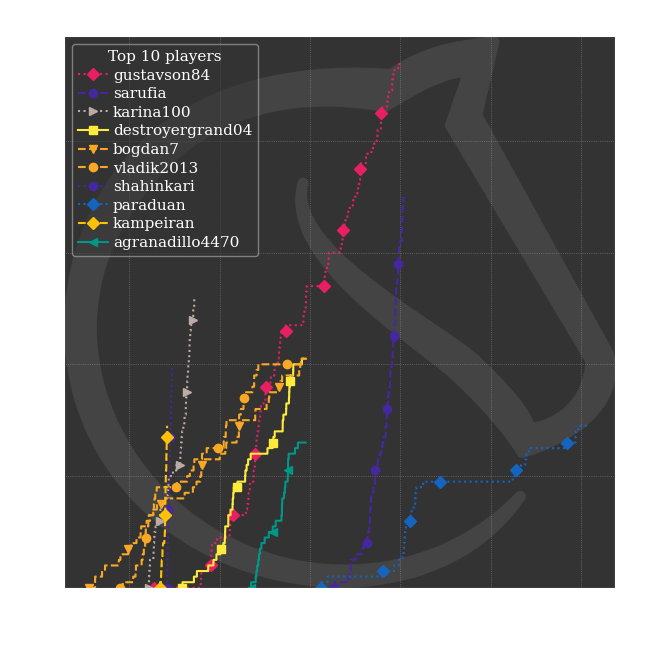 Top 10 players
gustavson84
sarufia
karina100
destroyergrand04
bogdan7
vladik2013
shahinkari
paraduan
kampeiran
agranadillo4470